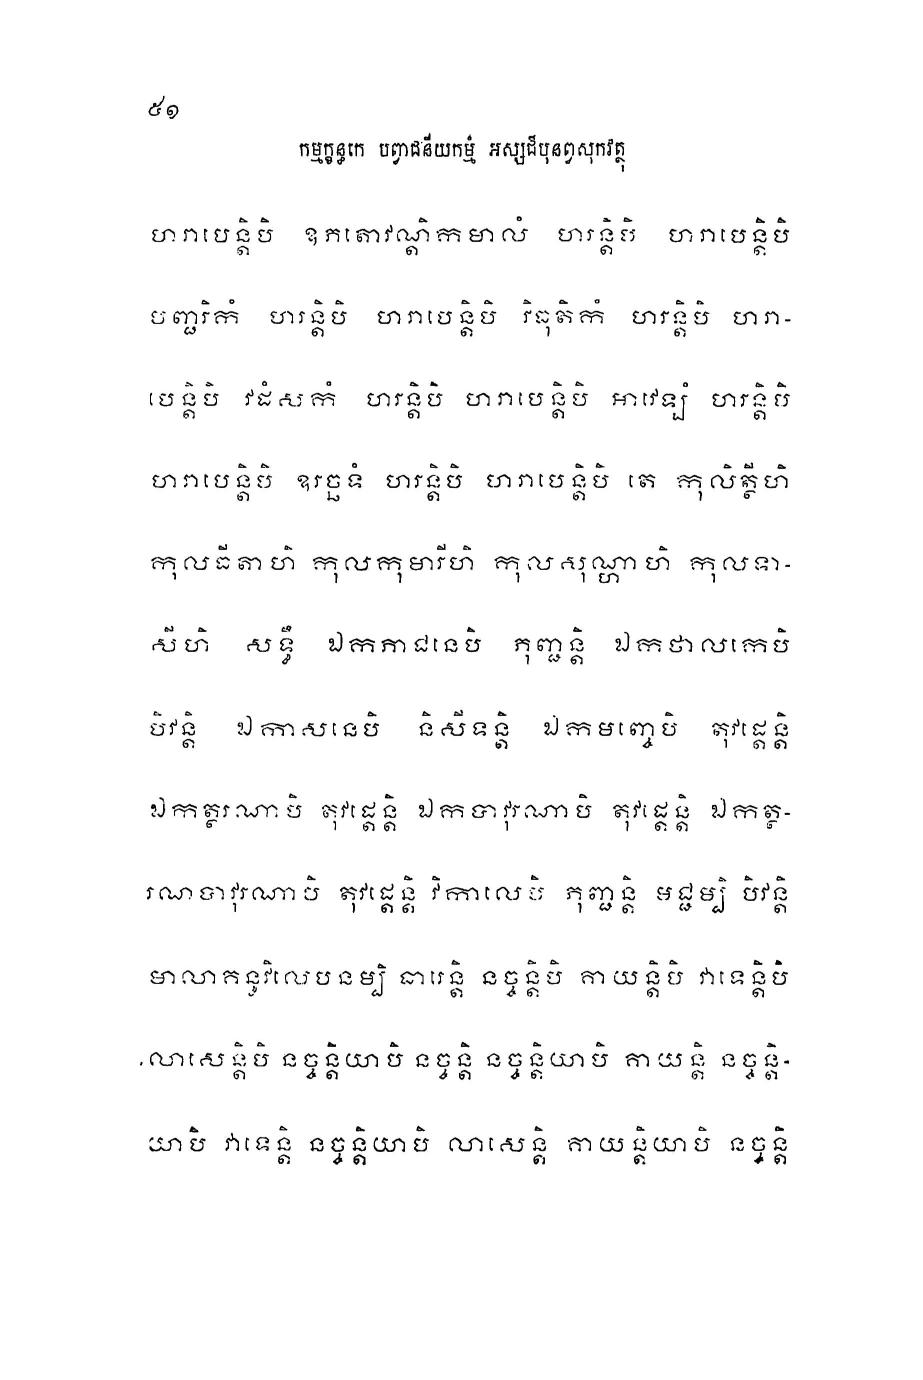 ៥១
កម្មក្ខន្ធកេ បព្វាជនីយកម្មំ អស្សជិបុនព្វសុកវត្ថុ
ហរាបេន្តិបិ ឧភតោវណ្តិកមាលំ ហរន្តិបិ ហរាបេន្តិបិ
បញ្ជរិកំ ហរន្តិបិ ហរាបេន្តិបិ វិធុតិកំ ហរន្តិបិ ហរា-
បេន្តិបិ វដំសកំ ហរន្តិបិ ហរាបេន្តិបិ អាវេឡ្បំ ហរន្តិបិ
ហរាបេន្តិបិ ឧរច្ឆទំ ហរន្តិបិ ហរាបេន្តិបិ តេ កុលិត្ថីហិ
កុលធីតាហិ កុលកុមារីហិ កុលសុណ្ហាហិ កុលទា-
សីហិ សទ្ធឹ ឯកភាជនេបិ ភុញ្ជន្តិ ឯកថាលកេបិ
បិវន្តិ ឯកាសនេបិ និសីទន្តិ ឯកមញ្ចេបិ តុវដ្តេន្តិ
ឯកត្ថរណាបិ តុវដ្តេន្តិ ឯកបាវុរណាបិ តុវដ្តេន្តិ ឯកត្ថ-
រណបាវុរណាបិ តុវដ្តេន្តិ វិកាលេបិ ភុញ្ជន្តិ មជ្ជម្បិ បិវន្តិ
មាលាគន្ធវិលេបនម្បិ ធារេន្តិ នច្ចន្តិបិ គាយន្តិបិ វាទេន្តិបិ
លាសេន្តិបិ នច្ចន្តិយាបិ នច្ចន្តិ នច្ចន្តិយាបិ គាយន្តិ នច្ចន្តិ-
យាបិ វាទេន្តិ នច្ចន្តិយាបិ លាសេន្តិ គាយន្តិយាបិ នច្ចន្តិ